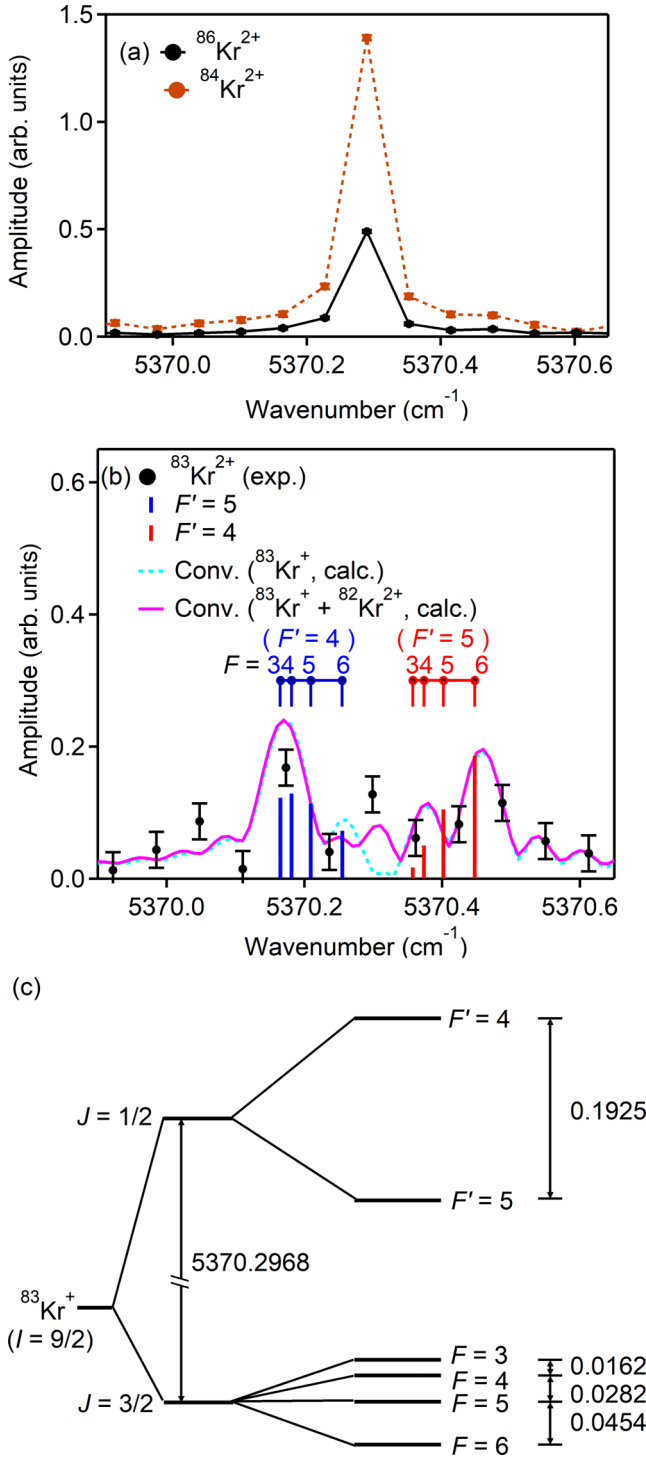 1.5
(a) ⁸⁶Kr²⁺
⁸⁴Kr²⁺
1.0
0.5
0.0
Amplitude (arb. units)
5370.0 5370.2 5370.4 5370.6
Wavenumber (cm⁻¹)
(b) ⁸³Kr²⁺ (exp.)
0.6
F' = 5
F' = 4
Conv. (⁸³Kr⁺, calc.)
0.4
Conv. (⁸³Kr⁺ + ⁸²Kr²⁺, calc.)
( F' = 4 ) ( F' = 5 )
F = 34 5 6 34 5 6
0.2
0.0
Amplitude (arb. units)
5370.0 5370.2 5370.4 5370.6
Wavenumber (cm⁻¹)
(c)
F' = 4
J = 1/2
0.1925
F' = 5
5370.2968
⁸³Kr⁺
(I = 9/2)
F = 3
0.0162
F = 4
J = 3/2
0.0282
F = 5
0.0454
F = 6